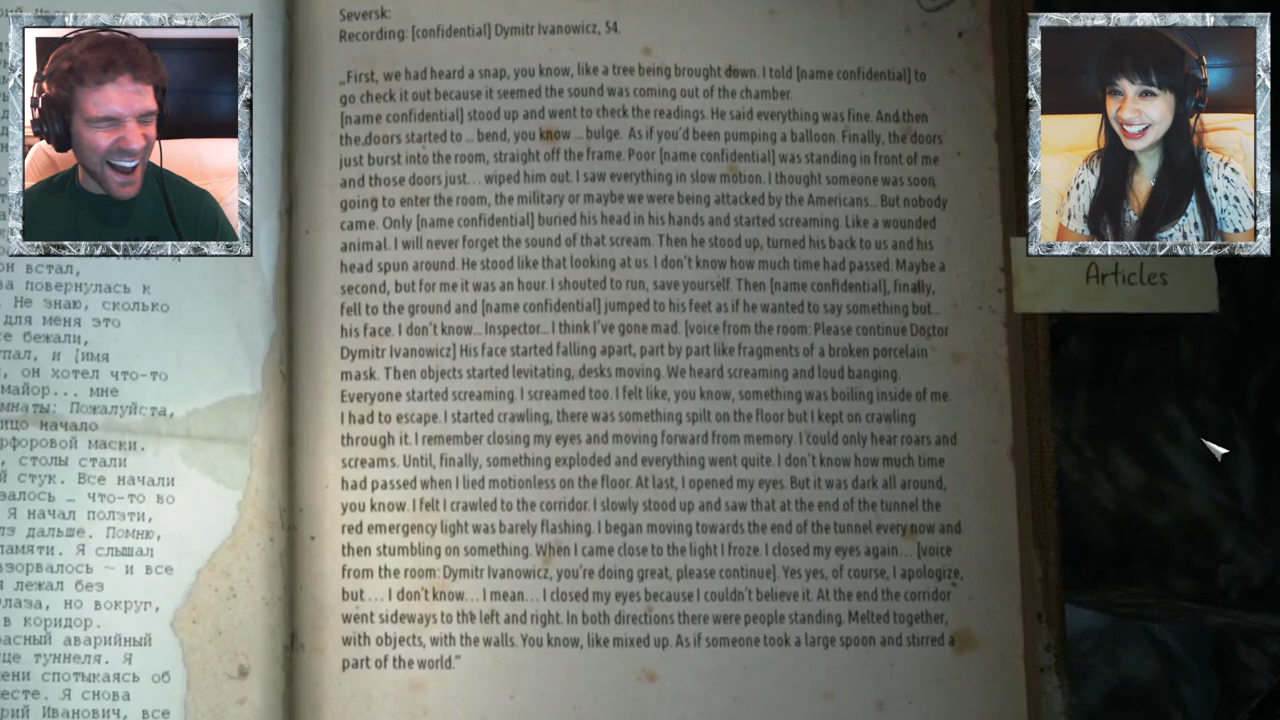 Seversk:
Recording: [confidential] Dymitr Ivanowicz, 54.
„First, we had heard a snap, you know, like a tree being brought down. I told [name confidential] to
go check it out because it seemed the sound was coming out of the chamber.
[name confidential] stood up and went to check the readings. He said everything was fine. And then
the doors started to ... bend, you know ... bulge. As if you'd been pumping a balloon. Finally, the doors
just burst into the room, straight off the frame. Poor [name confidential] was standing in front of me
and those doors just... wiped him out. I saw everything in slow motion. I thought someone was soon
going to enter the room, the military or maybe we were being attacked by the Americans... But nobody
came. Only [name confidential] buried his head in his hands and started screaming. Like a wounded
animal. I will never forget the sound of that scream. Then he stood up, turned his back to us and his
head spun around. He stood like that looking at us. I don't know how much time had passed. Maybe a
second, but for me it was an hour. I shouted to run, save yourself. Then [name confidential], finally,
fell to the ground and [name confidential] jumped to his feet as if he wanted to say something but...
his face. I don't know... Inspector... I think I've gone mad. [voice from the room: Please continue Doctor
Dymitr Ivanowicz] His face started falling apart, part by part like fragments of a broken porcelain
mask. Then objects started levitating, desks moving. We heard screaming and loud banging.
Everyone started screaming. I screamed too. I felt like, you know, something was boiling inside of me.
I had to escape. I started crawling, there was something spilt on the floor but I kept on crawling
through it. I remember closing my eyes and moving forward from memory. I could only hear roars and
screams. Until, finally, something exploded and everything went quite. I don't know how much time
had passed when I lied motionless on the floor. At last, I opened my eyes. But it was dark all around,
you know. I felt I crawled to the corridor. I slowly stood up and saw that at the end of the tunnel the
red emergency light was barely flashing. I began moving towards the end of the tunnel every now and
then stumbling on something. When I came close to the light I froze. I closed my eyes again... [voice
from the room: Dymitr Ivanowicz, you're doing great, please continue]. Yes yes, of course, I apologize,
but ... I don't know... I mean... I closed my eyes because I couldn't believe it. At the end the corridor
went sideways to the left and right. In both directions there were people standing. Melted together,
with objects, with the walls. You know, like mixed up. As if someone took a large spoon and stirred a
part of the world."
Articles
он встал,
повернулась к
Не знаю, сколько
для меня это
бежали,
и [имя
он хотел что-то
майор... мне
Пожалуйста,
начало
маски.
столы стали
стук. Все начали
что-то во
Я начал ползти,
дальше. Помню,
Я слышал
и все
лежал без
но вокруг,
в коридор.
аварийный
туннеля. Я
спотыкаясь об
Я снова
Иванович, все